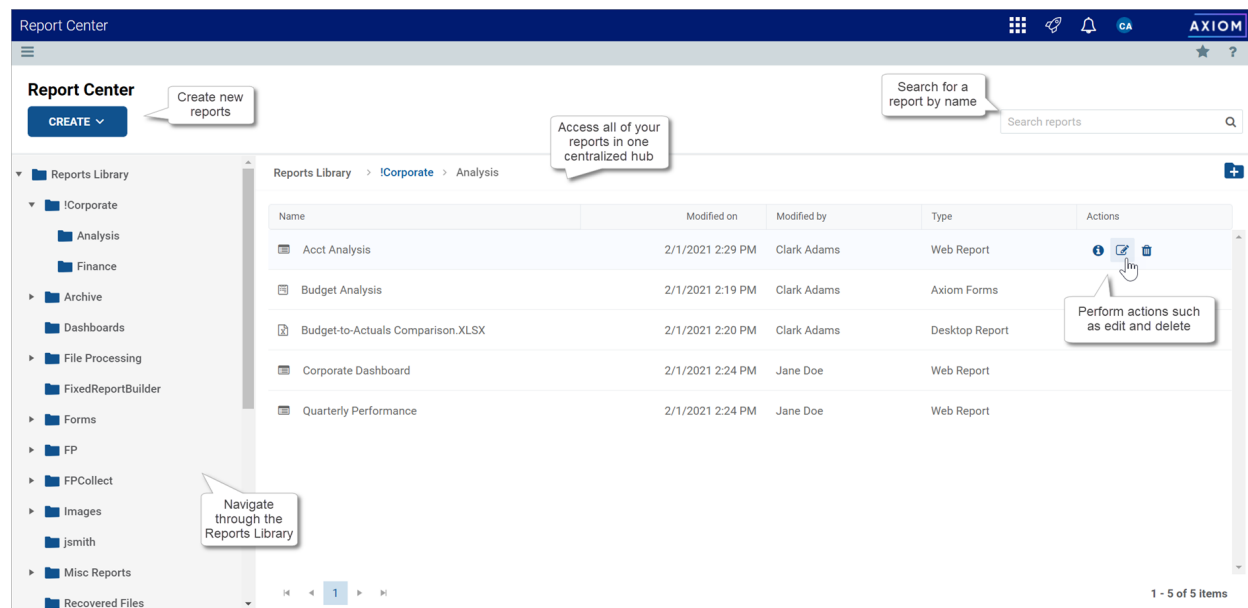 Report Center
CA
AXIOM
?
Report Center
CREATE
Create new
reports
Search for a
report by name
Search reports
Access all of your
reports in one
centralized hub
Reports Library
!Corporate
Analysis
Finance
Archive
Dashboards
File Processing
FixedReportBuilder
Forms
FP
FPCollect
Images
jsmith
Misc Reports
Recovered Files
Navigate
through the
Reports Library
Reports Library > !Corporate > Analysis
Name Modified on Modified by Type Actions
Acct Analysis 2/1/2021 2:29 PM Clark Adams Web Report
Budget Analysis 2/1/2021 2:19 PM Clark Adams Axiom Forms
Budget-to-Actuals Comparison.XLSX 2/1/2021 2:20 PM Clark Adams Desktop Report
Corporate Dashboard 2/1/2021 2:24 PM Jane Doe Web Report
Quarterly Performance 2/1/2021 2:24 PM Jane Doe Web Report
Perform actions such
as edit and delete
1
1 - 5 of 5 items